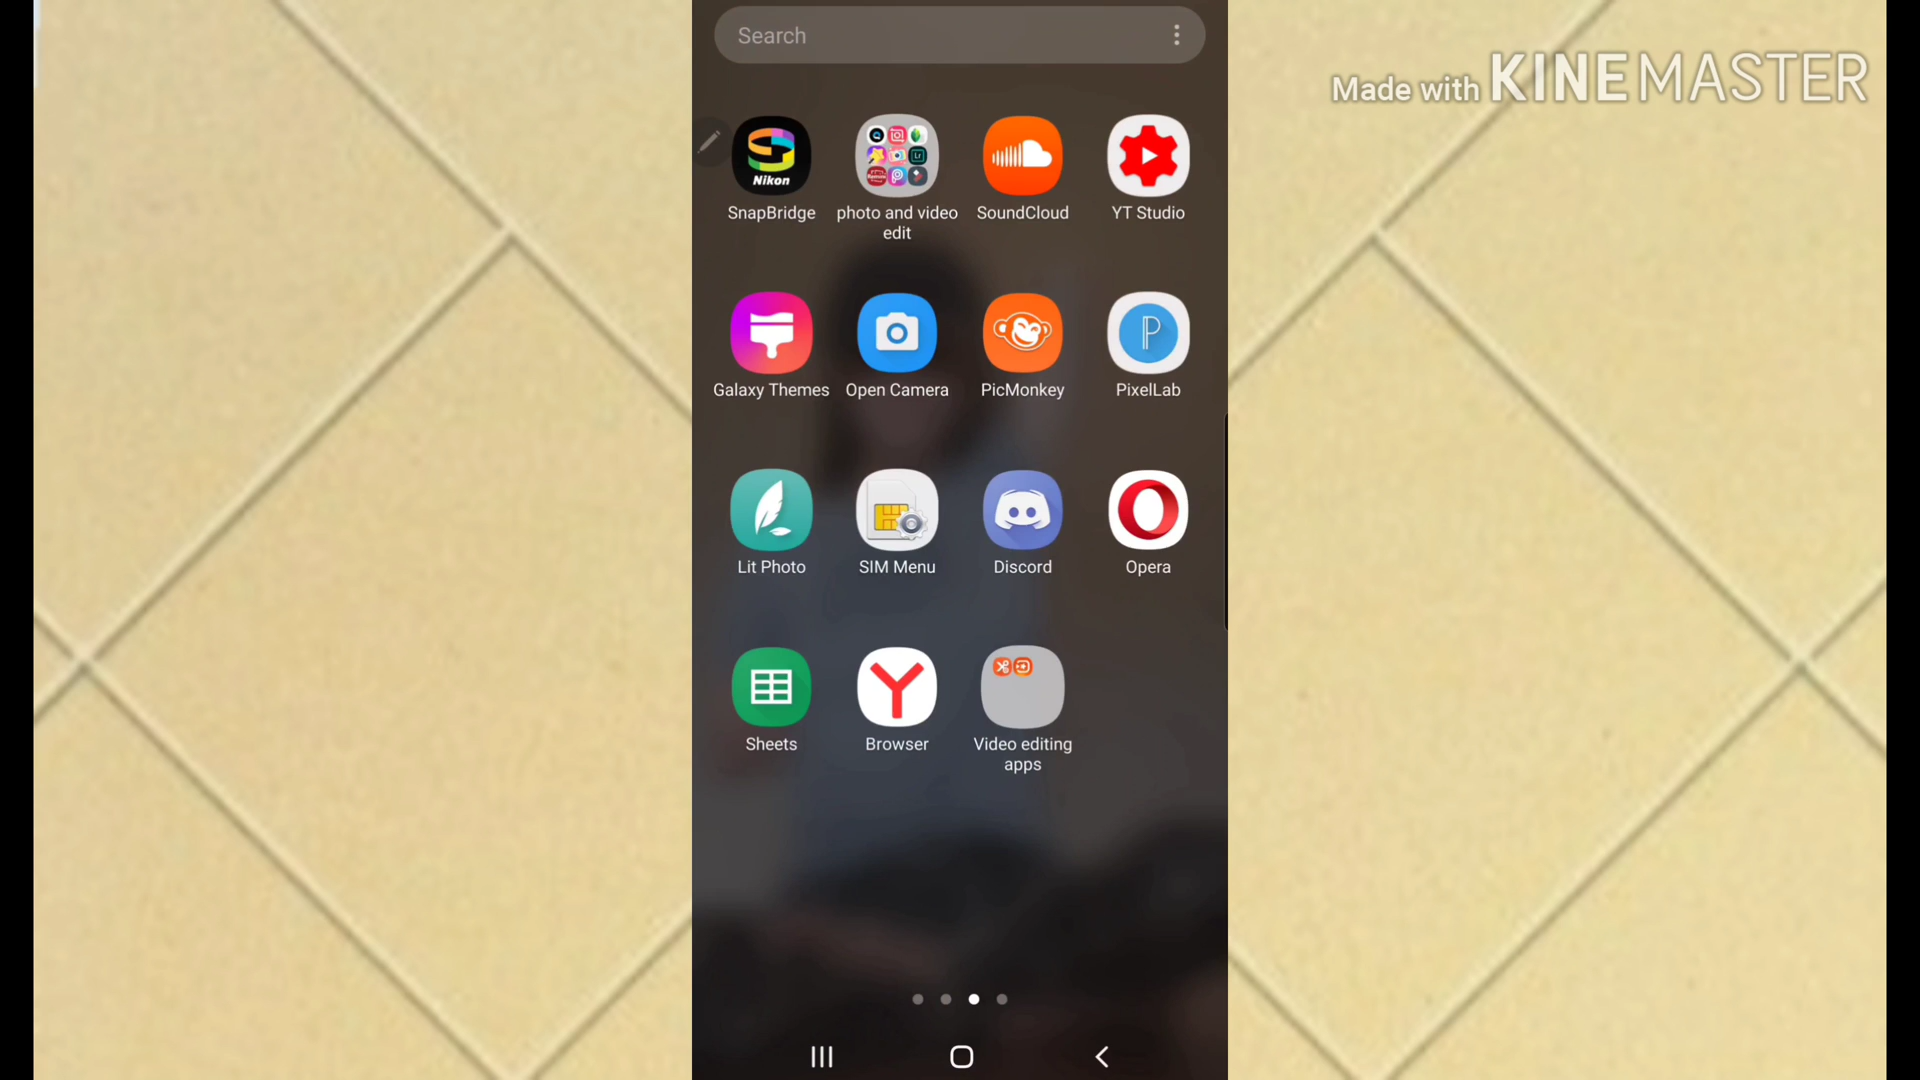 Search
Made with KINEMASTER
Nikon
SnapBridge
photo and video
edit
SoundCloud
YT Studio
Galaxy Themes
Open Camera
PicMonkey
PixelLab
Lit Photo
SIM Menu
Discord
Opera
Sheets
Browser
Video editing
apps